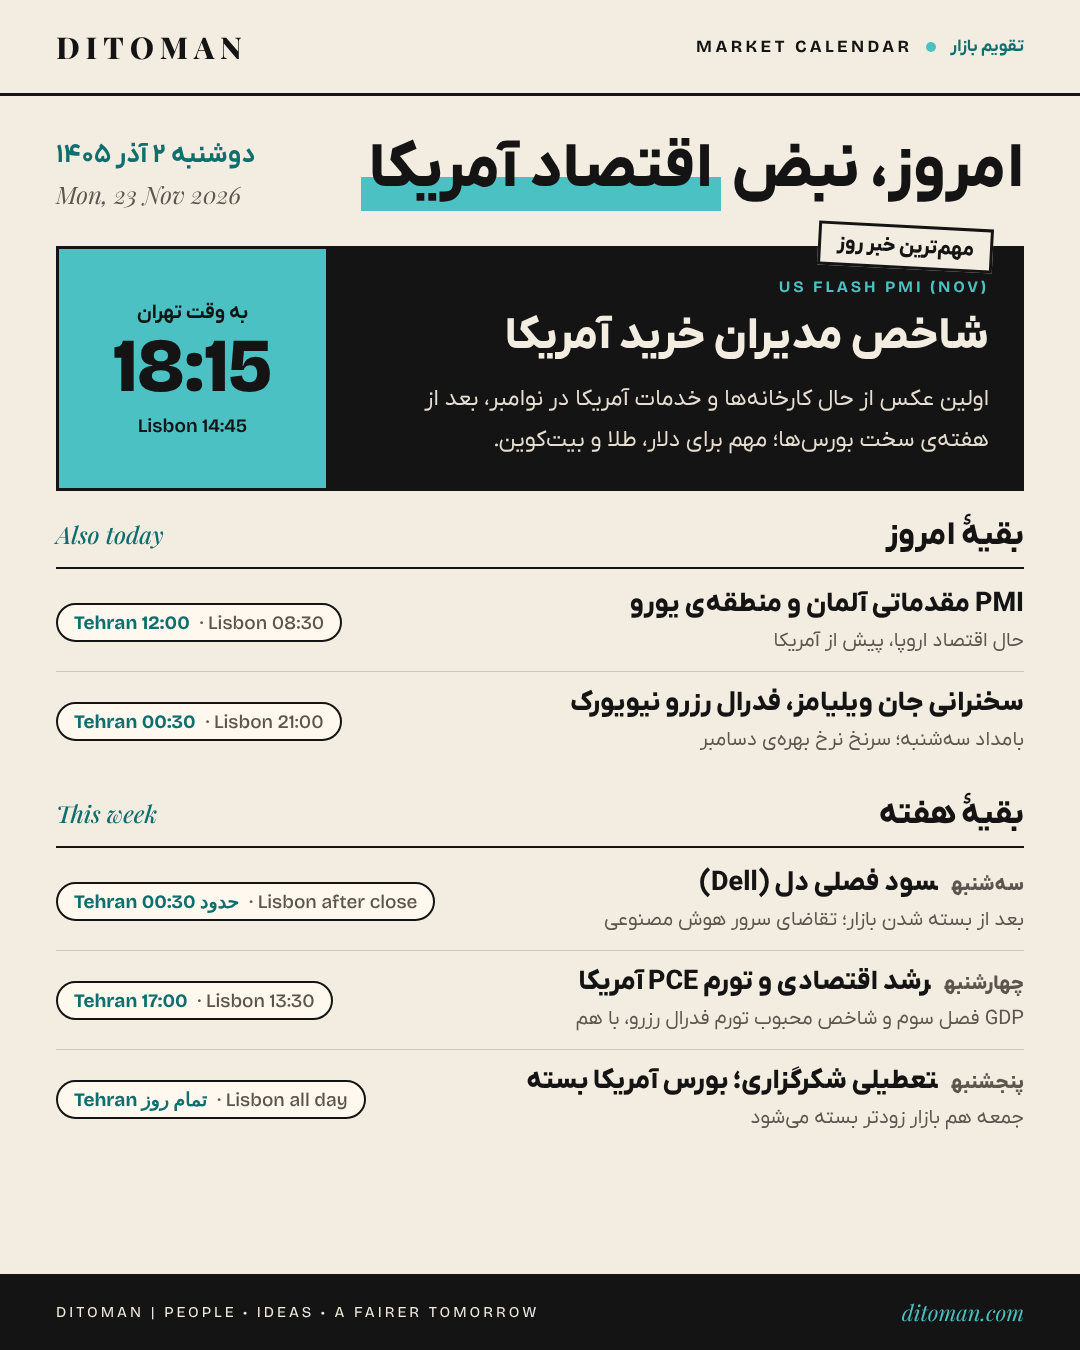 DITOMAN
MARKET CALENDAR • تقویم بازار
امروز، نبض اقتصاد آمریکا
دوشنبه ۲ آذر ۱۴۰۵
Mon, 23 Nov 2026
مهم‌ترین خبر روز
US FLASH PMI (NOV)
شاخص مدیران خرید آمریکا
اولین عکس از حال کارخانه‌ها و خدمات آمریکا در نوامبر، بعد از
هفته‌ی سخت بورس‌ها؛ مهم برای دلار، طلا و بیت‌کوین.
به وقت تهران
18:15
Lisbon 14:45
بقیهٔ امروز
Also today
PMI مقدماتی آلمان و منطقه‌ی یورو
حال اقتصاد اروپا، پیش از آمریکا
Tehran 12:00 · Lisbon 08:30
سخنرانی جان ویلیامز، فدرال رزرو نیویورک
بامداد سه‌شنبه؛ سرنخ نرخ بهره‌ی دسامبر
Tehran 00:30 · Lisbon 21:00
بقیهٔ هفته
This week
سه‌شنبه سود فصلی دل (Dell)
بعد از بسته شدن بازار؛ تقاضای سرور هوش مصنوعی
Tehran 00:30 حدود · Lisbon after close
چهارشنبه رشد اقتصادی و تورم PCE آمریکا
GDP فصل سوم و شاخص محبوب تورم فدرال رزرو، با هم
Tehran 17:00 · Lisbon 13:30
پنجشنبه تعطیلی شکرگزاری؛ بورس آمریکا بسته
جمعه هم بازار زودتر بسته می‌شود
Tehran تمام روز · Lisbon all day
DITOMAN | PEOPLE • IDEAS • A FAIRER TOMORROW
ditoman.com